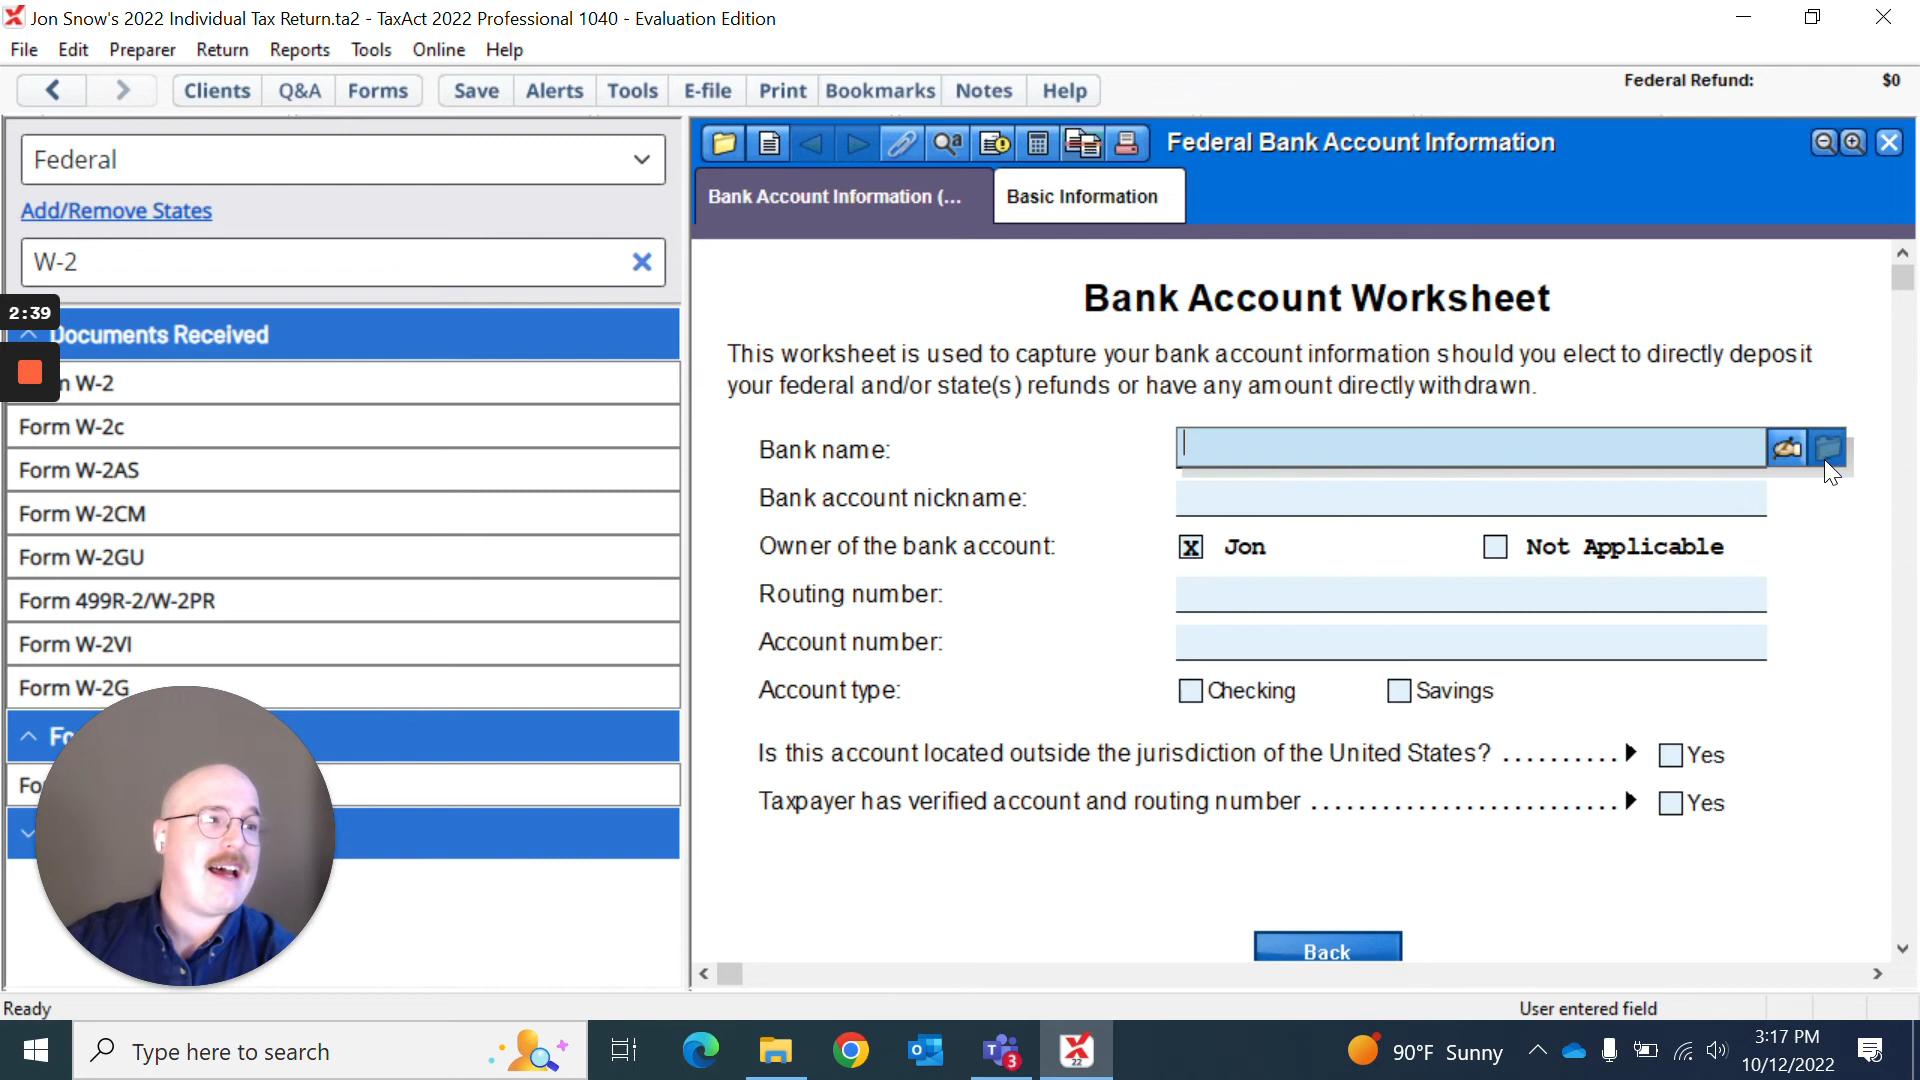 Jon Snow's 2022 Individual Tax Return.ta2 - TaxAct 2022 Professional 1040 - Evaluation Edition
File Edit Preparer Return Reports Tools Online Help
Clients Q&A Forms Save Alerts Tools E-file Print Bookmarks Notes Help
Federal Refund: $0
Federal
Add/Remove States
W-2
2:39
Documents Received
n W-2
Form W-2c
Form W-2AS
Form W-2CM
Form W-2GU
Form 499R-2/W-2PR
Form W-2VI
Form W-2G
Fo
Fo
Federal Bank Account Information
Bank Account Information (... Basic Information
Bank Account Worksheet
This worksheet is used to capture your bank account information should you elect to directly deposit
your federal and/or state(s) refunds or have any amount directly withdrawn.
Bank name:
Bank account nickname:
Owner of the bank account: X Jon Not Applicable
Routing number:
Account number:
Account type: Checking Savings
Is this account located outside the jurisdiction of the United States? .......... Yes
Taxpayer has verified account and routing number ......................... Yes
Back
Ready User entered field
Type here to search
3
22
90°F Sunny
3:17 PM
10/12/2022